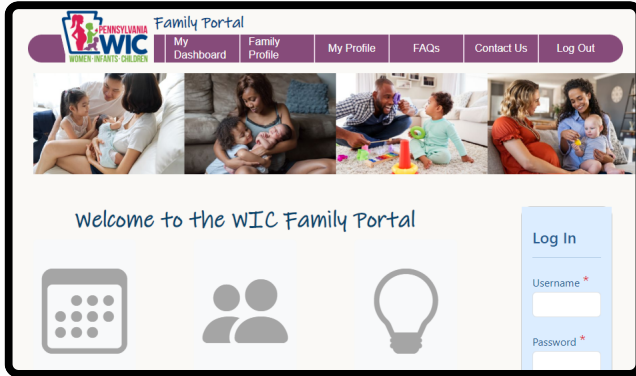 PENNSYLVANIA
WIC
WOMEN·INFANTS·CHILDREN
Family Portal
My Dashboard
Family Profile
My Profile
FAQs
Contact Us
Log Out
Welcome to the WIC Family Portal
Log In
Username *
Password *